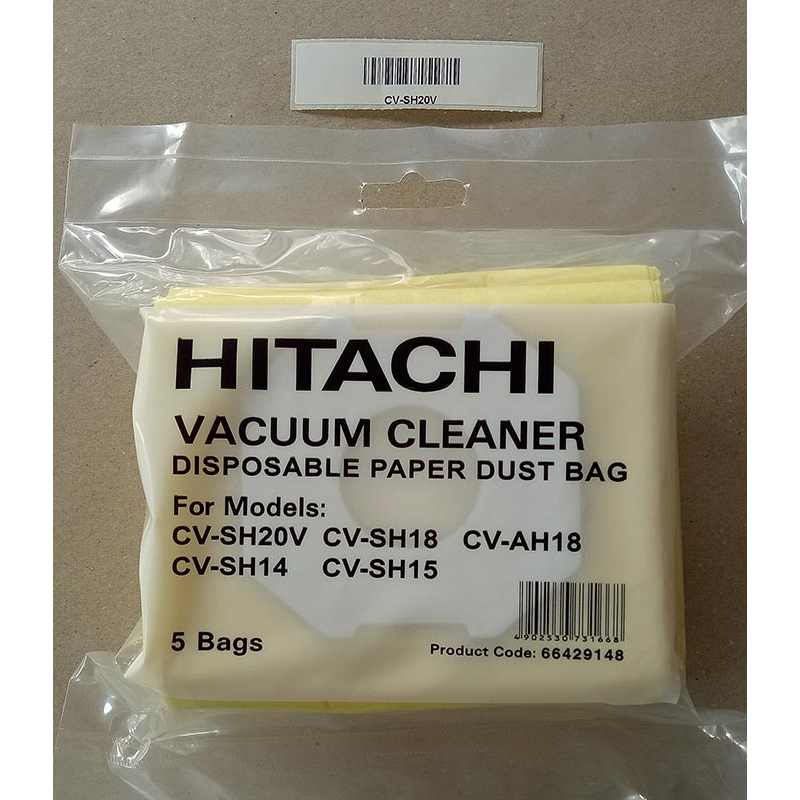 CV-SH20V
HITACHI
VACUUM CLEANER
DISPOSABLE PAPER DUST BAG
For Models:
CV-SH20V CV-SH18 CV-AH18
CV-SH14 CV-SH15
4902530731668
5 Bags
Product Code: 66429148